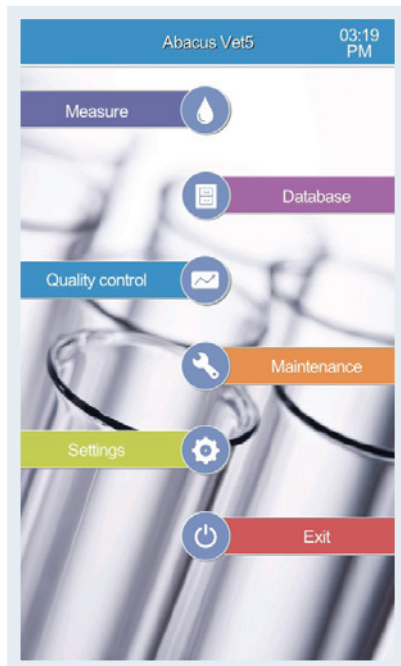 Abacus Vet5
03:19
PM
Measure
Database
Quality control
Maintenance
Settings
Exit